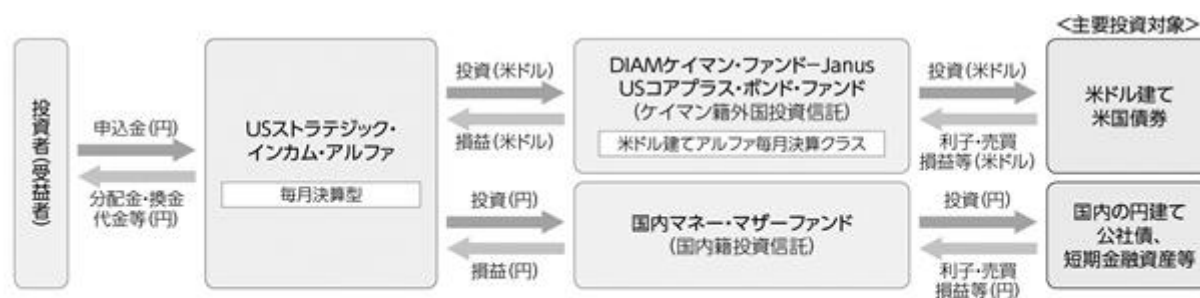 <主要投資対象>
投資者(受益者)
申込金(円)
分配金・換金
代金等(円)
USストラテジック・
インカム・アルファ
毎月決算型
投資(米ドル)
損益(米ドル)
DIAMケイマン・ファンド−Janus
USコアプラス・ボンド・ファンド
(ケイマン籍外国投資信託)
米ドル建てアルファ毎月決算クラス
投資(米ドル)
利子・売買
損益等(米ドル)
米ドル建て
米国債券
投資(円)
損益(円)
国内マネー・マザーファンド
(国内籍投資信託)
投資(円)
利子・売買
損益等(円)
国内の円建て
公社債、
短期金融資産等